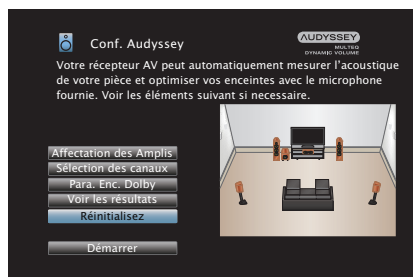 Conf. Audyssey
AUDYSSEY
MULTEQ
DYNAMIC VOLUME
Votre récepteur AV peut automatiquement mesurer l'acoustique
de votre pièce et optimiser vos enceintes avec le microphone
fournie. Voir les éléments suivant si necessaire.
Affectation des Amplis
Sélection des canaux
Para. Enc. Dolby
Voir les résultats
Réinitialisez
Démarrer